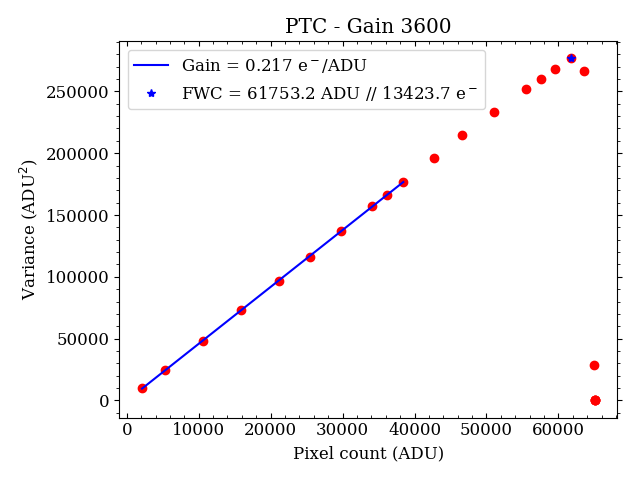 PTC - Gain 3600
Gain = 0.217 e⁻/ADU
FWC = 61753.2 ADU // 13423.7 e⁻
Variance (ADU²)
250000
200000
150000
100000
50000
0
0 10000 20000 30000 40000 50000 60000
Pixel count (ADU)